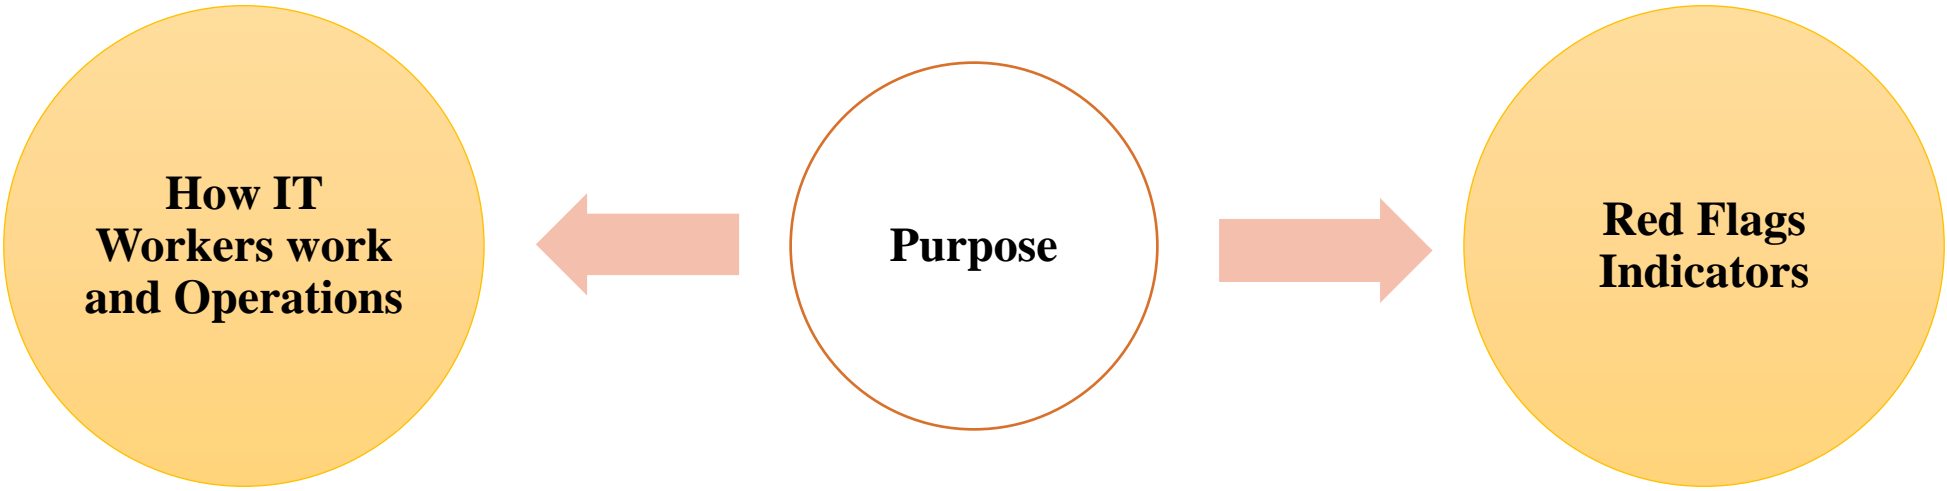 How IT
Workers work
and Operations
Purpose
Red Flags
Indicators